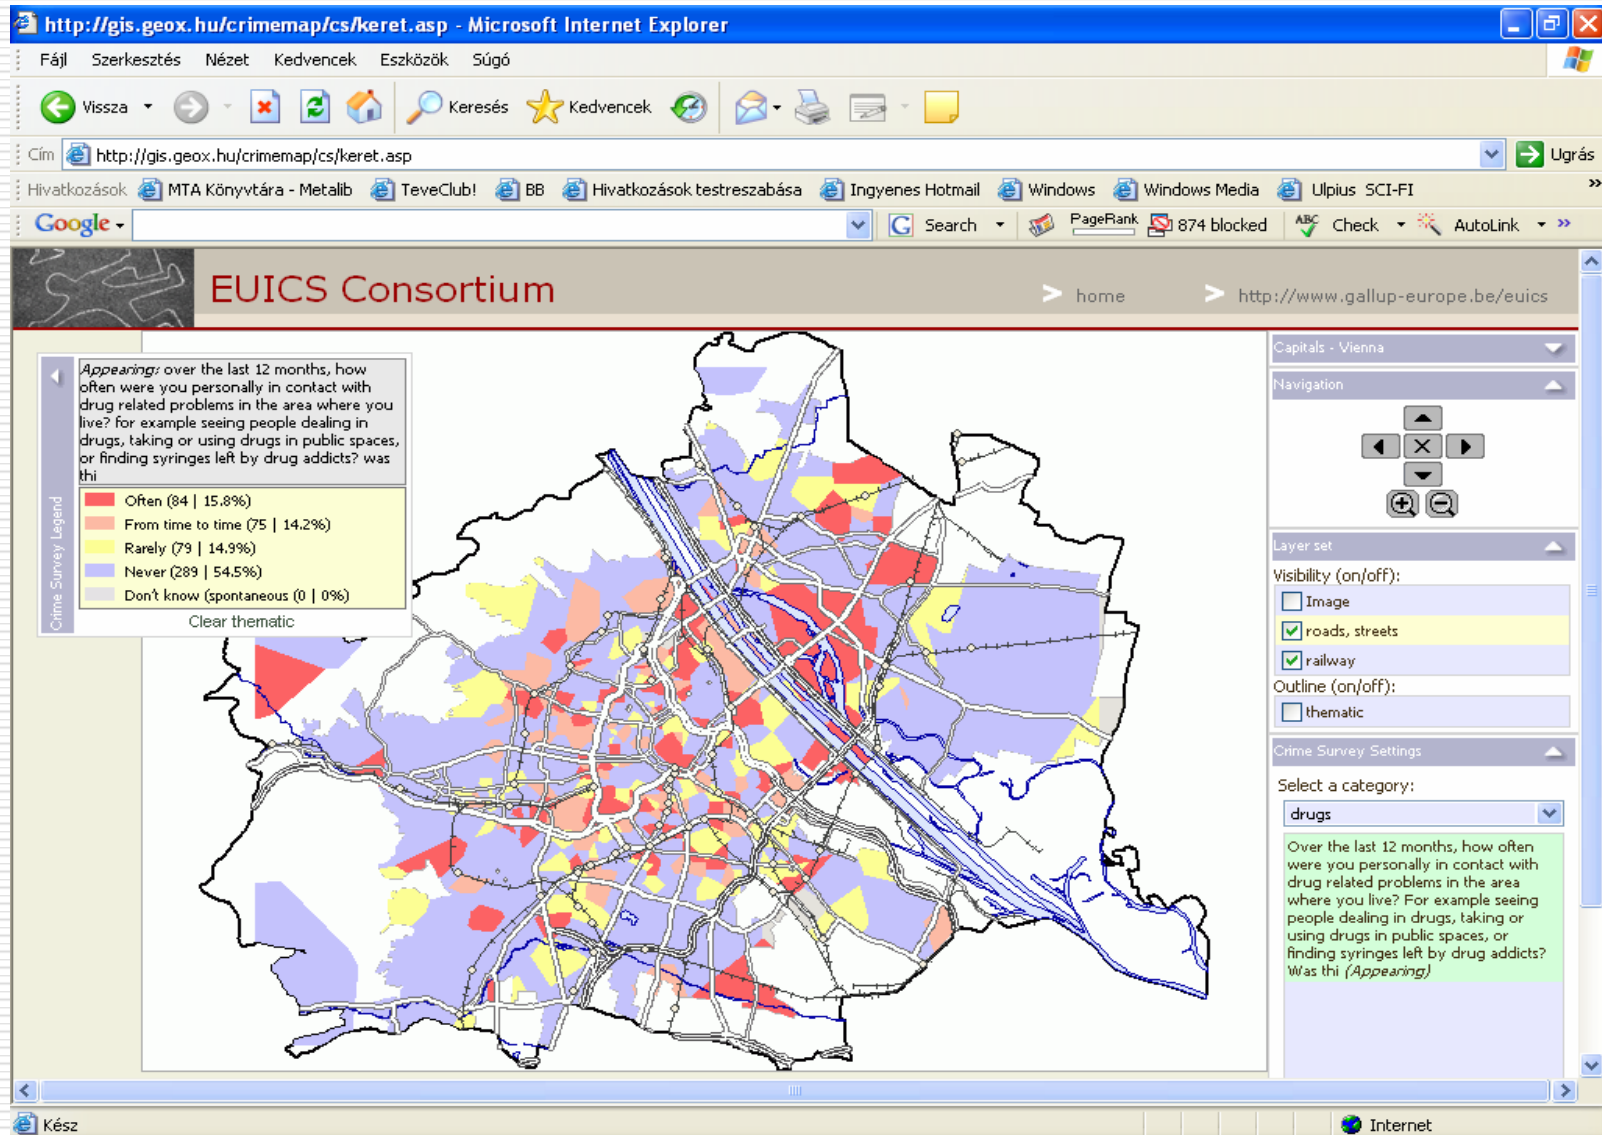 http://gis.geox.hu/crimemap/cs/keret.asp - Microsoft Internet Explorer
Fájl Szerkesztés Nézet Kedvencek Eszközök Súgó
Vissza Keresés Kedvencek
Cím http://gis.geox.hu/crimemap/cs/keret.asp Ugrás
Hivatkozások MTA Könyvtára - Metalib TeveClub! BB Hivatkozások testreszabása Ingyenes Hotmail Windows Windows Media Ulpius SCI-FI »
Google G Search PageRank 874 blocked ABC Check AutoLink »
EUICS Consortium
> home > http://www.gallup-europe.be/euics
Crime Survey Legend
Appearing: over the last 12 months, how
often were you personally in contact with
drug related problems in the area where you
live? for example seeing people dealing in
drugs, taking or using drugs in public spaces,
or finding syringes left by drug addicts? was
thi
Often (84 | 15.8%)
From time to time (75 | 14.2%)
Rarely (79 | 14.9%)
Never (289 | 54.5%)
Don't know (spontaneous (0 | 0%)
Clear thematic
Capitals - Vienna
Navigation
Layer set
Visibility (on/off):
Image
roads, streets
railway
Outline (on/off):
thematic
Crime Survey Settings
Select a category:
drugs
Over the last 12 months, how often
were you personally in contact with
drug related problems in the area
where you live? For example seeing
people dealing in drugs, taking or
using drugs in public spaces, or
finding syringes left by drug addicts?
Was thi (Appearing)
Kész Internet